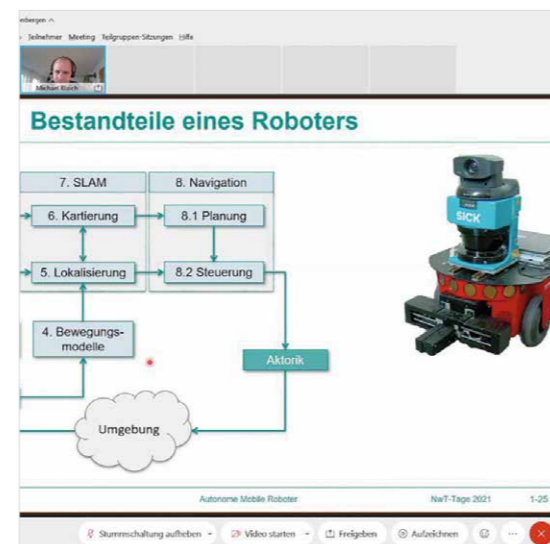 Teilnehmer Meeting Teilgruppen-Sitzungen Hilfe
Bestandteile eines Roboters
7. SLAM
8. Navigation
6. Kartierung
8.1 Planung
5. Lokalisierung
8.2 Steuerung
4. Bewegungs-
modelle
Aktorik
Umgebung
SICK
Autonome Mobile Roboter
NwT-Tage 2021
1-25
Stummschaltung aufheben
Video starten
Freigeben
Aufzeichnen